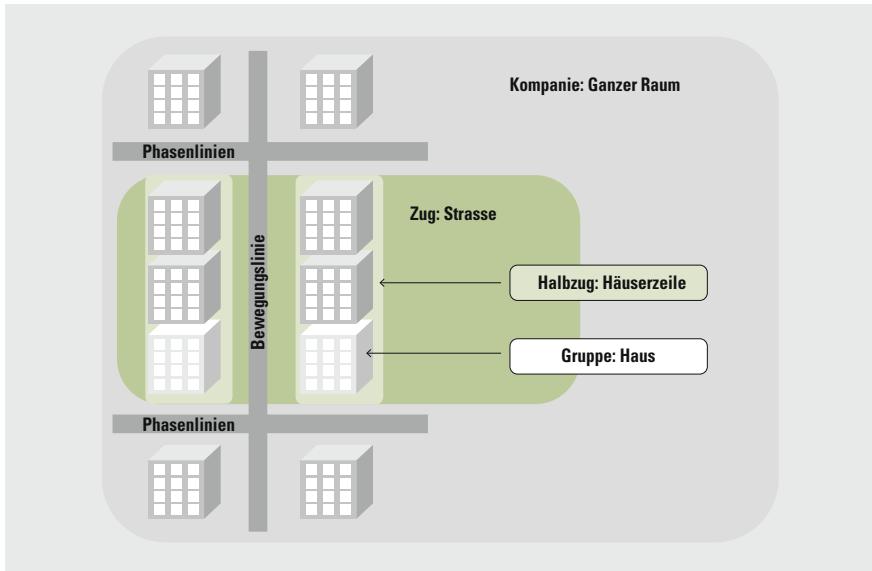 Kompanie: Ganzer Raum
Phasenlinien
Zug: Strasse
Bewegungslinie
Halbzug: Häuserzeile
Gruppe: Haus
Phasenlinien